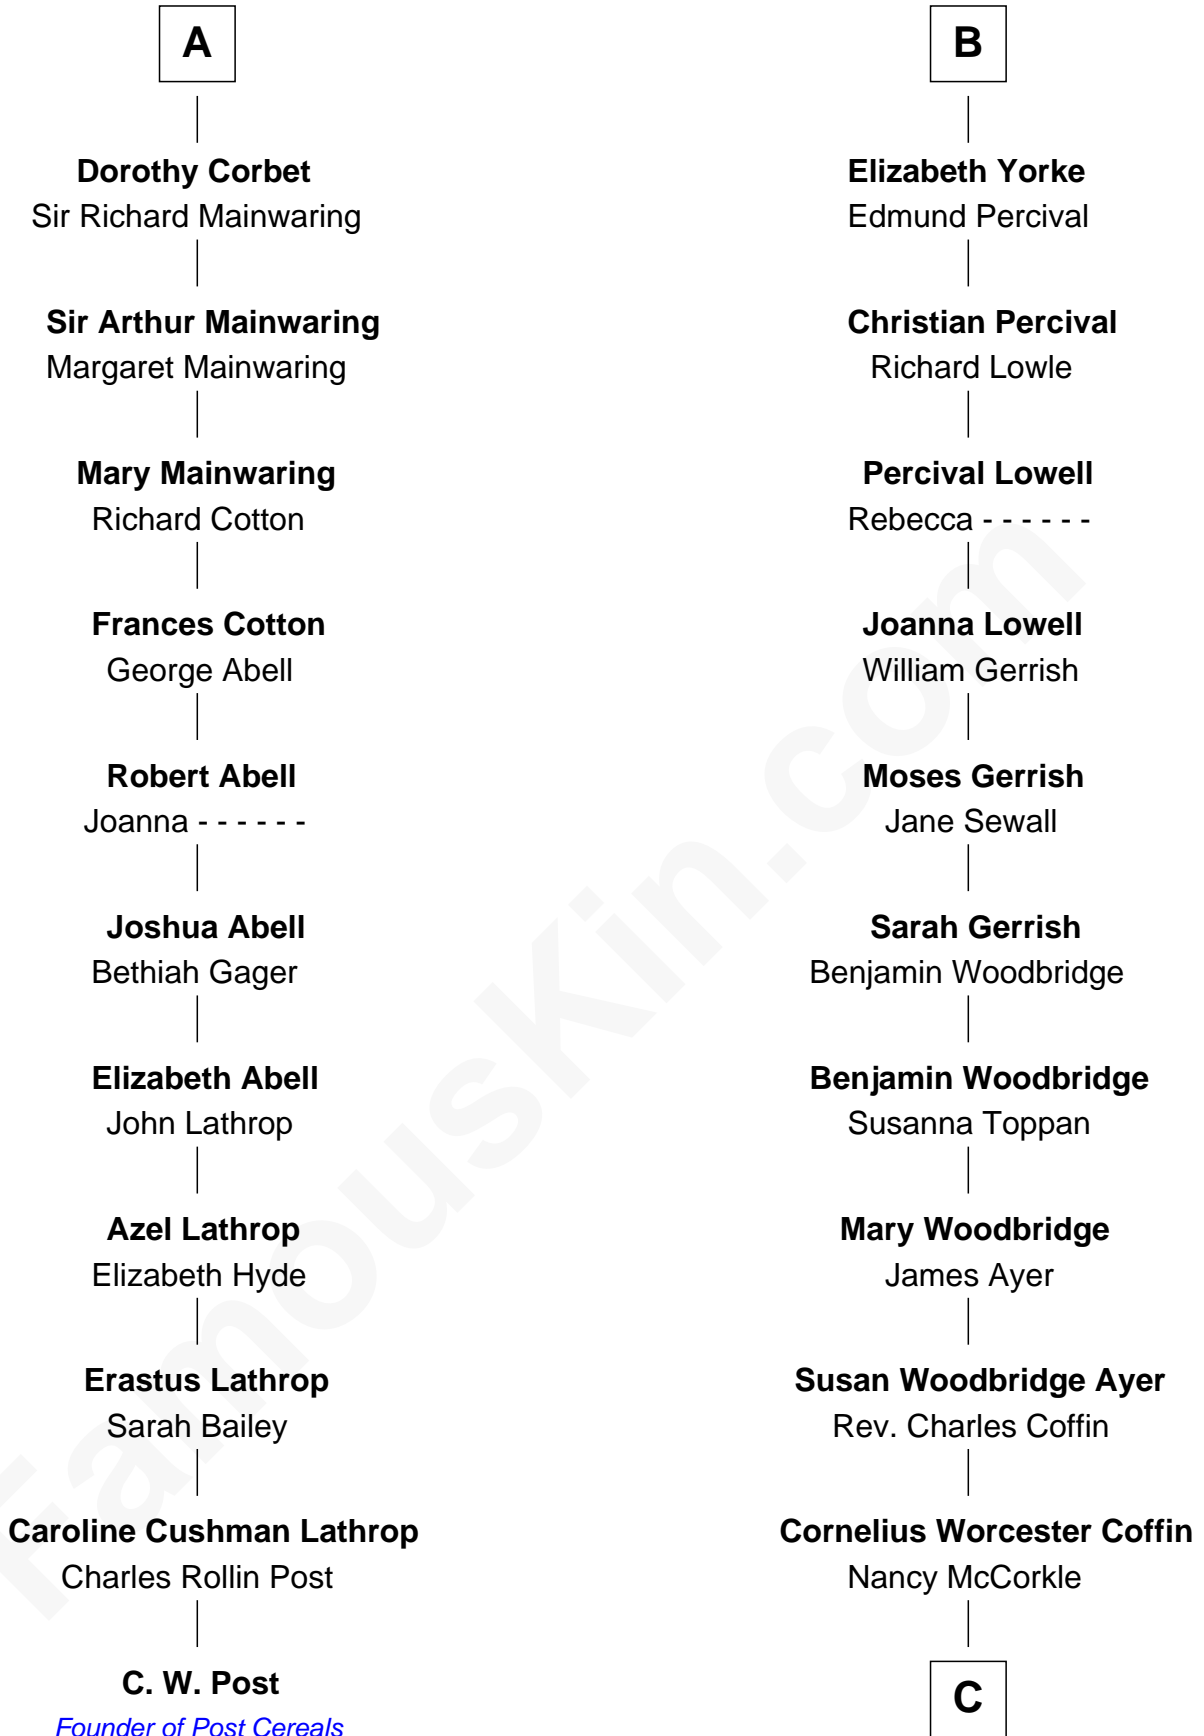 A
Dorothy Corbet
Sir Richard Mainwaring
Sir Arthur Mainwaring
Margaret Mainwaring
Mary Mainwaring
Richard Cotton
Frances Cotton
George Abell
Robert Abell
Joanna - - - - - -
Joshua Abell
Bethiah Gager
Elizabeth Abell
John Lathrop
Azel Lathrop
Elizabeth Hyde
Erastus Lathrop
Sarah Bailey
Caroline Cushman Lathrop
Charles Rollin Post
C. W. Post
Founder of Post Cereals
B
Elizabeth Yorke
Edmund Percival
Christian Percival
Richard Lowle
Percival Lowell
Rebecca - - - - - -
Joanna Lowell
William Gerrish
Moses Gerrish
Jane Sewall
Sarah Gerrish
Benjamin Woodbridge
Benjamin Woodbridge
Susanna Toppan
Mary Woodbridge
James Ayer
Susan Woodbridge Ayer
Rev. Charles Coffin
Cornelius Worcester Coffin
Nancy McCorkle
C
FamousKin.com